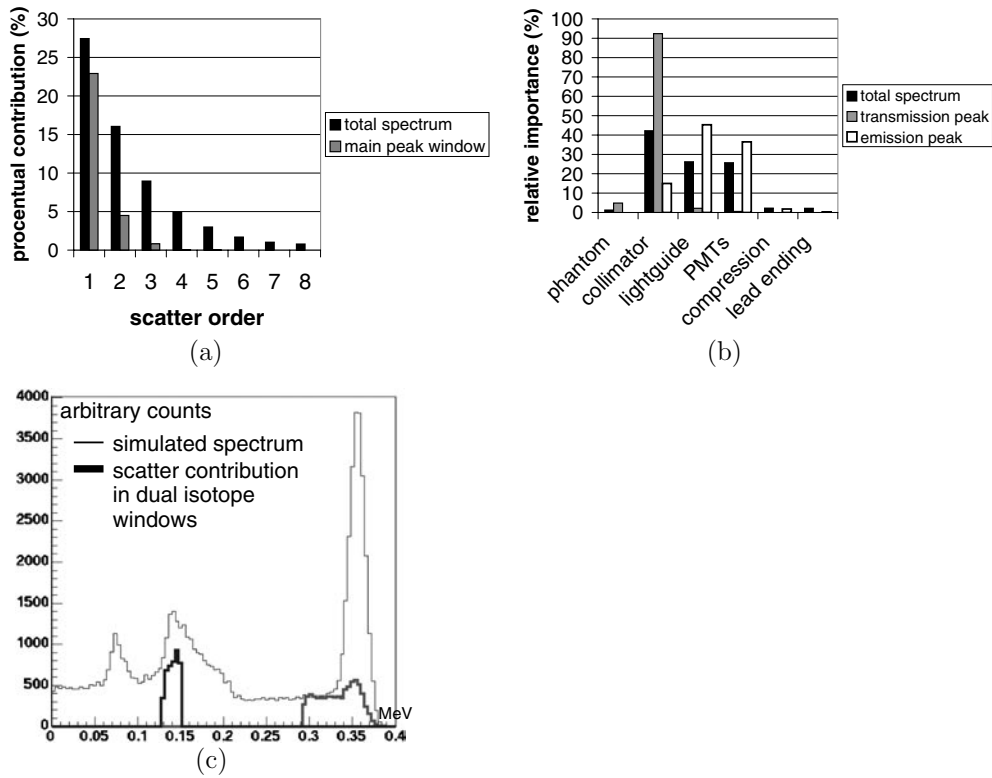 procentual contribution (%)
30
25
20
15
10
5
0
1 2 3 4 5 6 7 8
scatter order
total spectrum
main peak window
(a)
relative importance (%)
100
90
80
70
60
50
40
30
20
10
0
phantom
collimator
lightguide
PMTs
compression
lead ending
total spectrum
transmission peak
emission peak
(b)
4000
3500
3000
2500
2000
1500
1000
500
0
arbitrary counts
simulated spectrum
scatter contribution
in dual isotope
windows
MeV
0 0.05 0.1 0.15 0.2 0.25 0.3 0.35 0.4
(c)